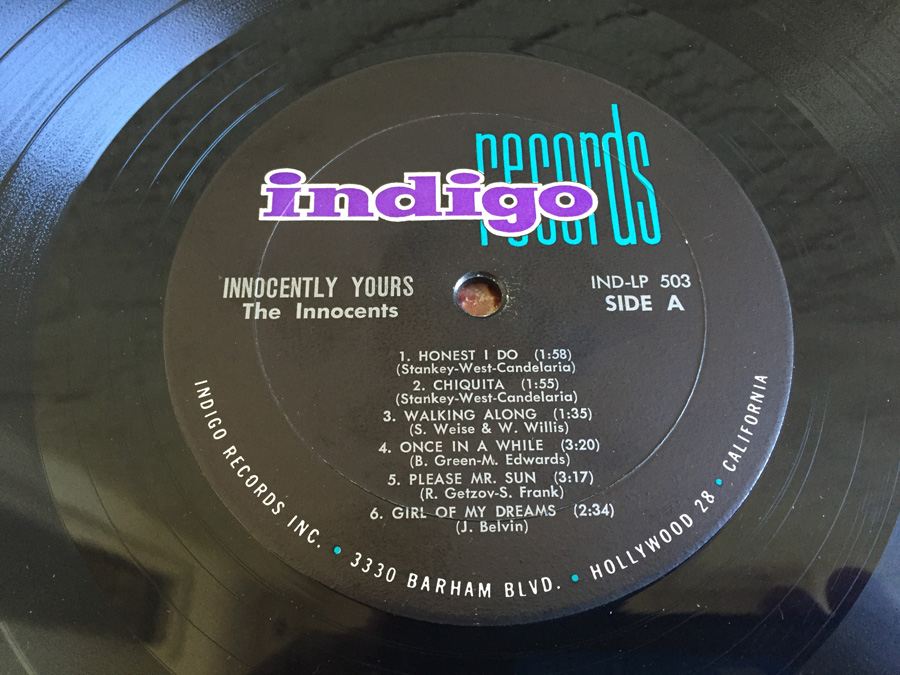 records
indigo
INNOCENTLY YOURS
The Innocents
IND-LP 503
SIDE A
1. HONEST I DO (1:58)
(Stankey-West-Candelaria)
2. CHIQUITA (1:55)
(Stankey-West-Candelaria)
3. WALKING ALONG (1:35)
(S. Weise & W. Willis)
4. ONCE IN A WHILE (3:20)
(B. Green-M. Edwards)
5. PLEASE MR. SUN (3:17)
(R. Getzov-S. Frank)
6. GIRL OF MY DREAMS (2:34)
(J. Belvin)
INDIGO RECORDS INC. • 3330 BARHAM BLVD. • HOLLYWOOD 28 • CALIFORNIA